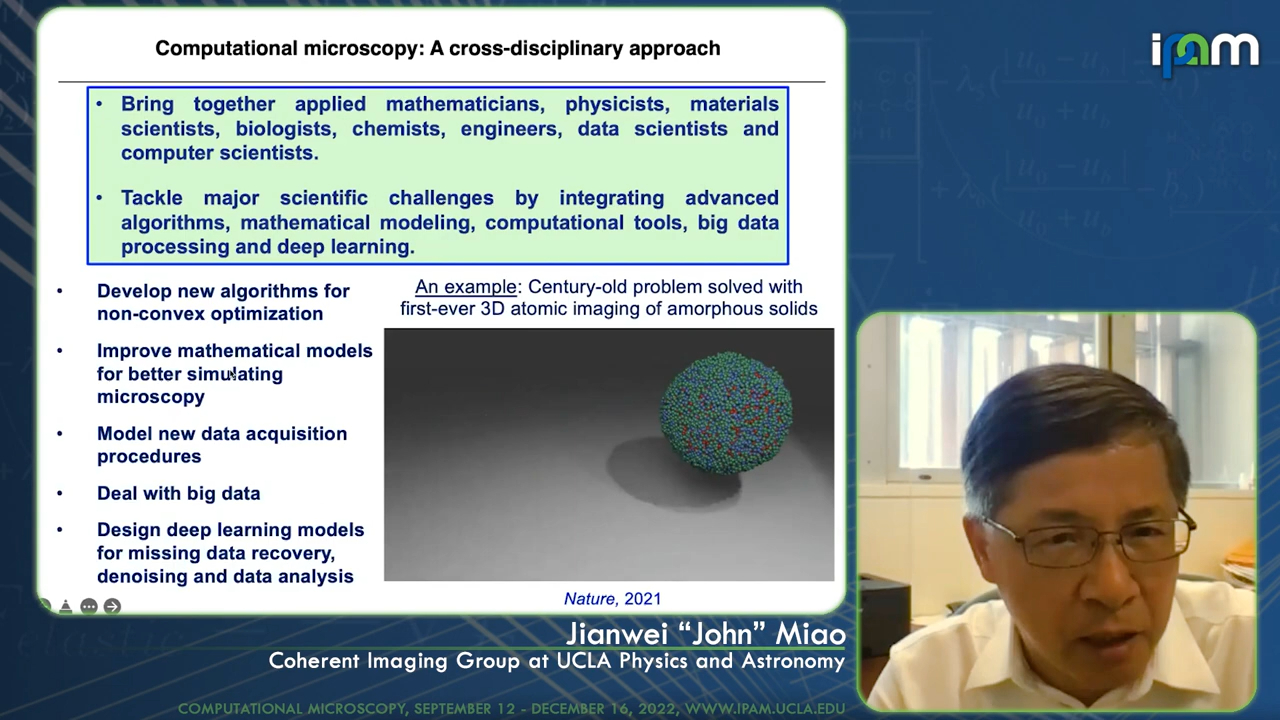 Computational microscopy: A cross-disciplinary approach
ipam
• Bring together applied mathematicians, physicists, materials
scientists, biologists, chemists, engineers, data scientists and
computer scientists.
• Tackle major scientific challenges by integrating advanced
algorithms, mathematical modeling, computational tools, big data
processing and deep learning.
• Develop new algorithms for
non-convex optimization
• Improve mathematical models
for better simulating
microscopy
• Model new data acquisition
procedures
• Deal with big data
• Design deep learning models
for missing data recovery,
denoising and data analysis
An example: Century-old problem solved with
first-ever 3D atomic imaging of amorphous solids
Nature, 2021
Jianwei “John” Miao
Coherent Imaging Group at UCLA Physics and Astronomy
COMPUTATIONAL MICROSCOPY, SEPTEMBER 12 - DECEMBER 16, 2022, WWW.IPAM.UCLA.EDU